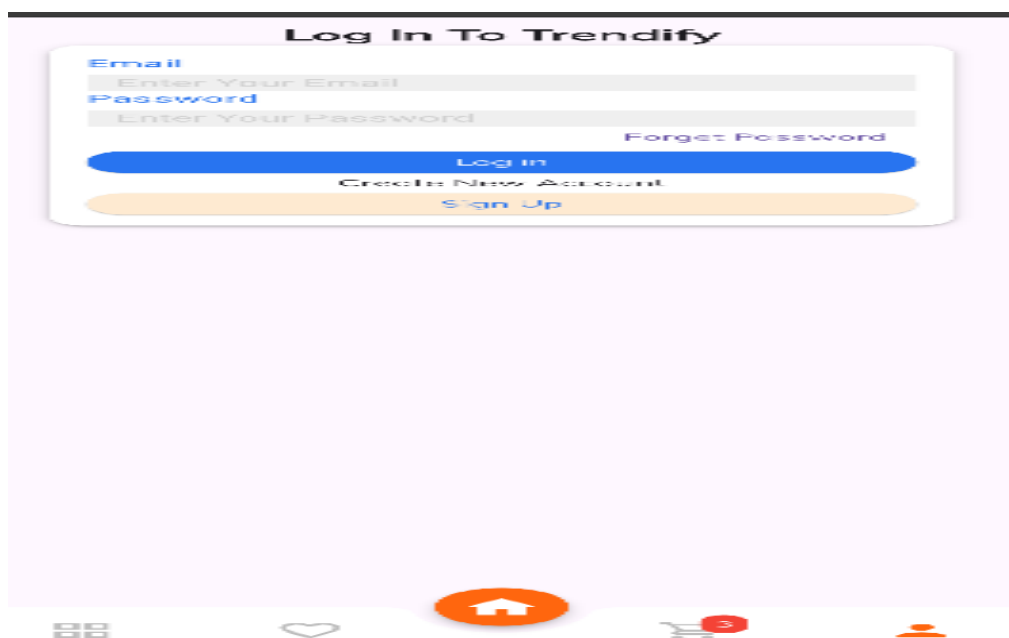 Log In To Trendify
Email
Enter Your Email
Password
Enter Your Password
Forget Password
Log In
Create New Account
Sign Up
3